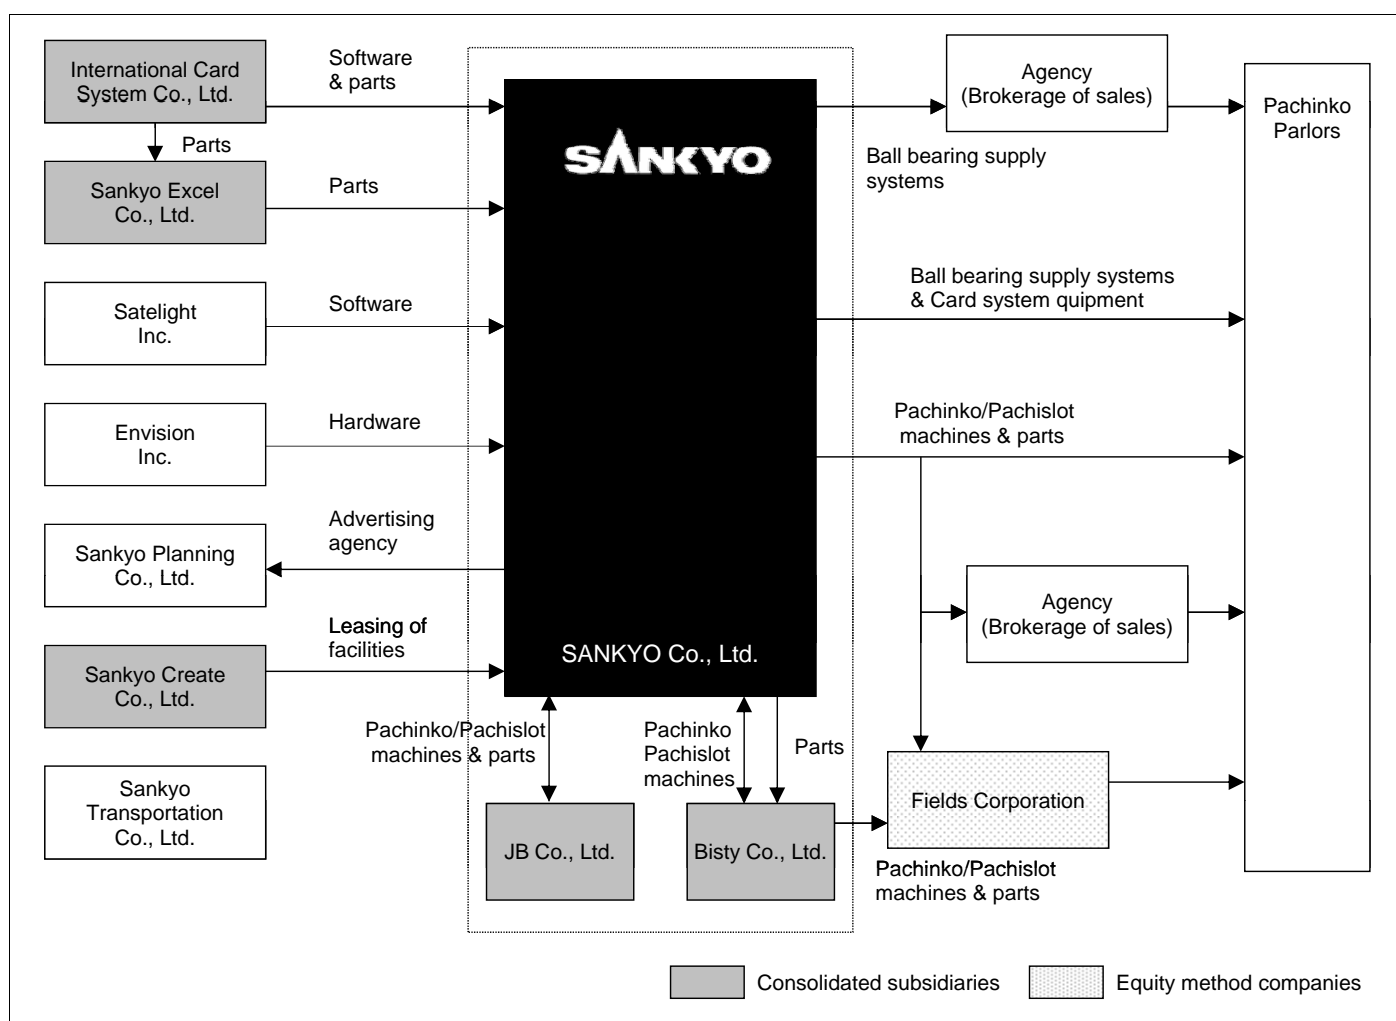 International Card
System Co., Ltd.
Software
& parts
Parts
Sankyo Excel
Co., Ltd.
Parts
Satelight
Inc.
Software
Envision
Inc.
Hardware
Sankyo Planning
Co., Ltd.
Advertising
agency
Sankyo Create
Co., Ltd.
Leasing of
facilities
Sankyo
Transportation
Co., Ltd.
SANKYO
SANKYO Co., Ltd.
Pachinko/Pachislot
machines & parts
Pachinko
Pachislot
machines
Parts
JB Co., Ltd.
Bisty Co., Ltd.
Agency
(Brokerage of sales)
Ball bearing supply
systems
Ball bearing supply systems
& Card system quipment
Pachinko/Pachislot
machines & parts
Agency
(Brokerage of sales)
Fields Corporation
Pachinko/Pachislot
machines & parts
Pachinko
Parlors
Consolidated subsidiaries
Equity method companies